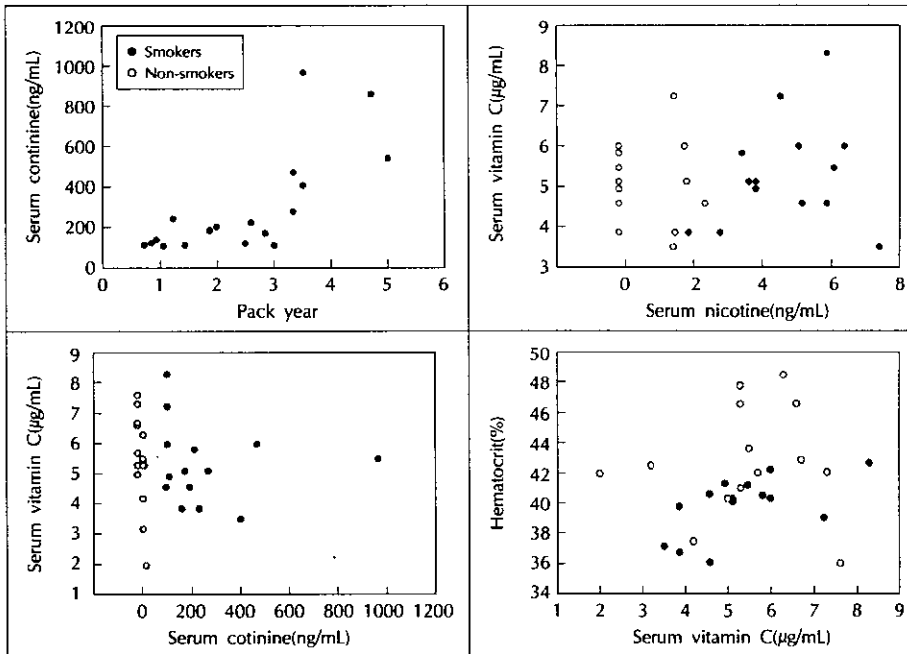 1200
1000
800
600
400
200
0
Serum continine(ng/mL)
Smokers
Non-smokers
0 1 2 3 4 5 6
Pack year
9
8
7
6
5
4
3
Serum vitamin C(μg/mL)
0 2 4 6 8
Serum nicotine(ng/mL)
9
8
7
6
5
4
3
2
1
Serum vitamin C(μg/mL)
0 200 400 600 800 1000 1200
Serum cotinine(ng/mL)
50
48
46
44
42
40
38
36
34
Hematocrit(%)
1 2 3 4 5 6 7 8 9
Serum vitamin C(μg/mL)